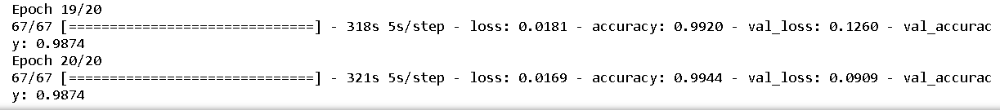 Epoch 19/20
67/67 [==============================] - 318s 5s/step - loss: 0.0181 - accuracy: 0.9920 - val_loss: 0.1260 - val_accurac
y: 0.9874
Epoch 20/20
67/67 [==============================] - 321s 5s/step - loss: 0.0169 - accuracy: 0.9944 - val_loss: 0.0909 - val_accurac
y: 0.9874